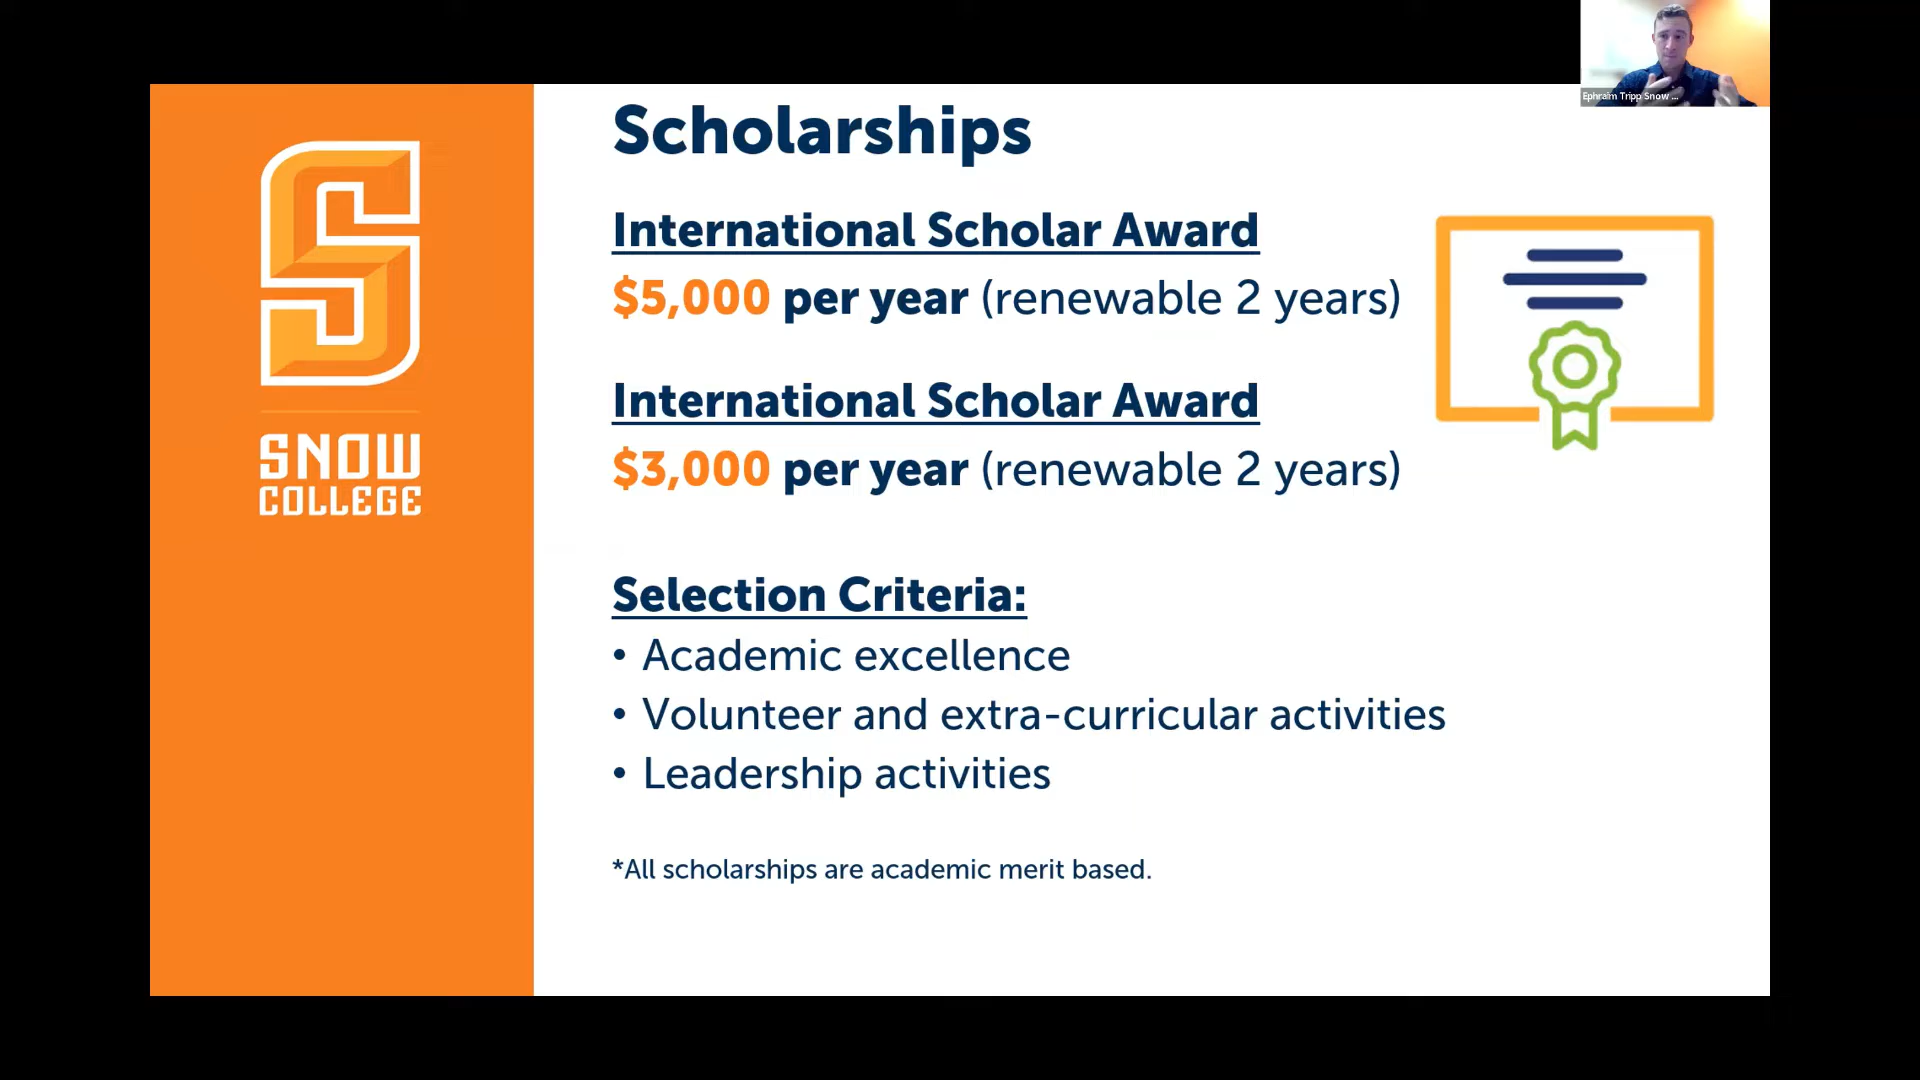 Ephraim Tripp Snow ...
Scholarships
International Scholar Award
$5,000 per year (renewable 2 years)
International Scholar Award
$3,000 per year (renewable 2 years)
Selection Criteria:
• Academic excellence
• Volunteer and extra-curricular activities
• Leadership activities
*All scholarships are academic merit based.
S
SNOW
COLLEGE